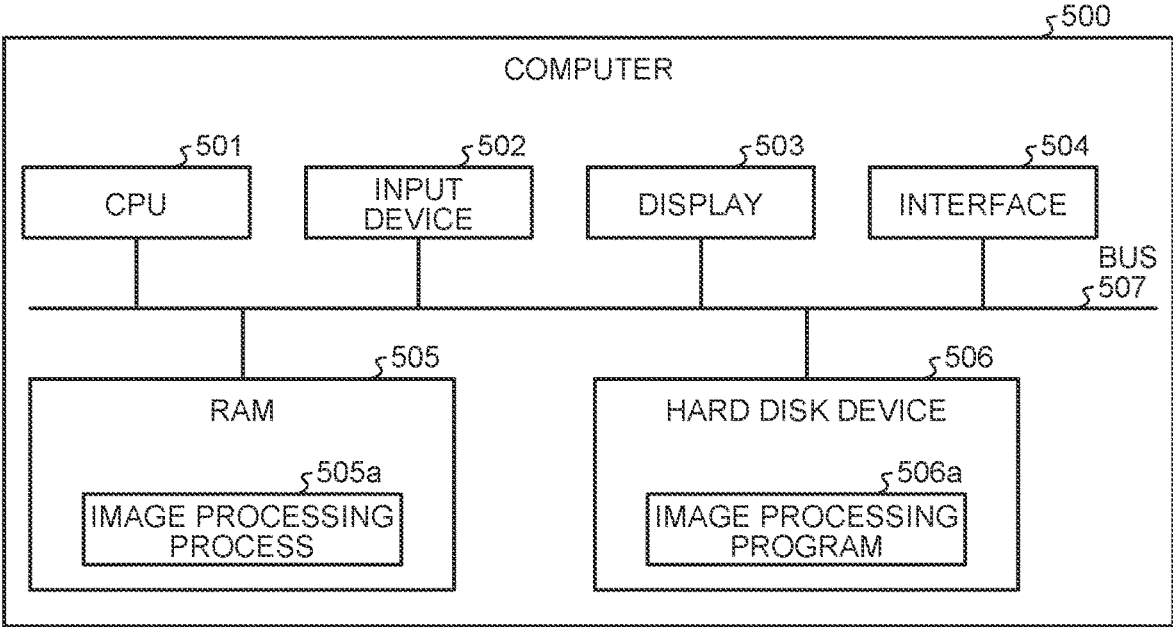 500
COMPUTER
501
502
503
504
CPU
INPUT
DEVICE
DISPLAY
INTERFACE
BUS
507
505
506
RAM
HARD DISK DEVICE
505a
506a
IMAGE PROCESSING
PROCESS
IMAGE PROCESSING
PROGRAM